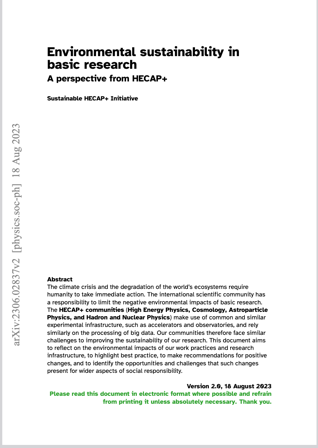 Environmental sustainability in
basic research
A perspective from HECAP+
Sustainable HECAP+ Initiative
arXiv:2306.02837v2 [physics.soc-ph] 18 Aug 2023
Abstract
The climate crisis and the degradation of the world's ecosystems require
humanity to take immediate action. The international scientific community has
a responsibility to limit the negative environmental impacts of basic research.
The HECAP+ communities (High Energy Physics, Cosmology, Astroparticle
Physics, and Hadron and Nuclear Physics) make use of common and similar
experimental infrastructure, such as accelerators and observatories, and rely
similarly on the processing of big data. Our communities therefore face similar
challenges to improving the sustainability of our research. This document aims
to reflect on the environmental impacts of our work practices and research
infrastructure, to highlight best practice, to make recommendations for positive
changes, and to identify the opportunities and challenges that such changes
present for wider aspects of social responsibility.
Version 2.0, 18 August 2023
Please read this document in electronic format where possible and refrain
from printing it unless absolutely necessary. Thank you.